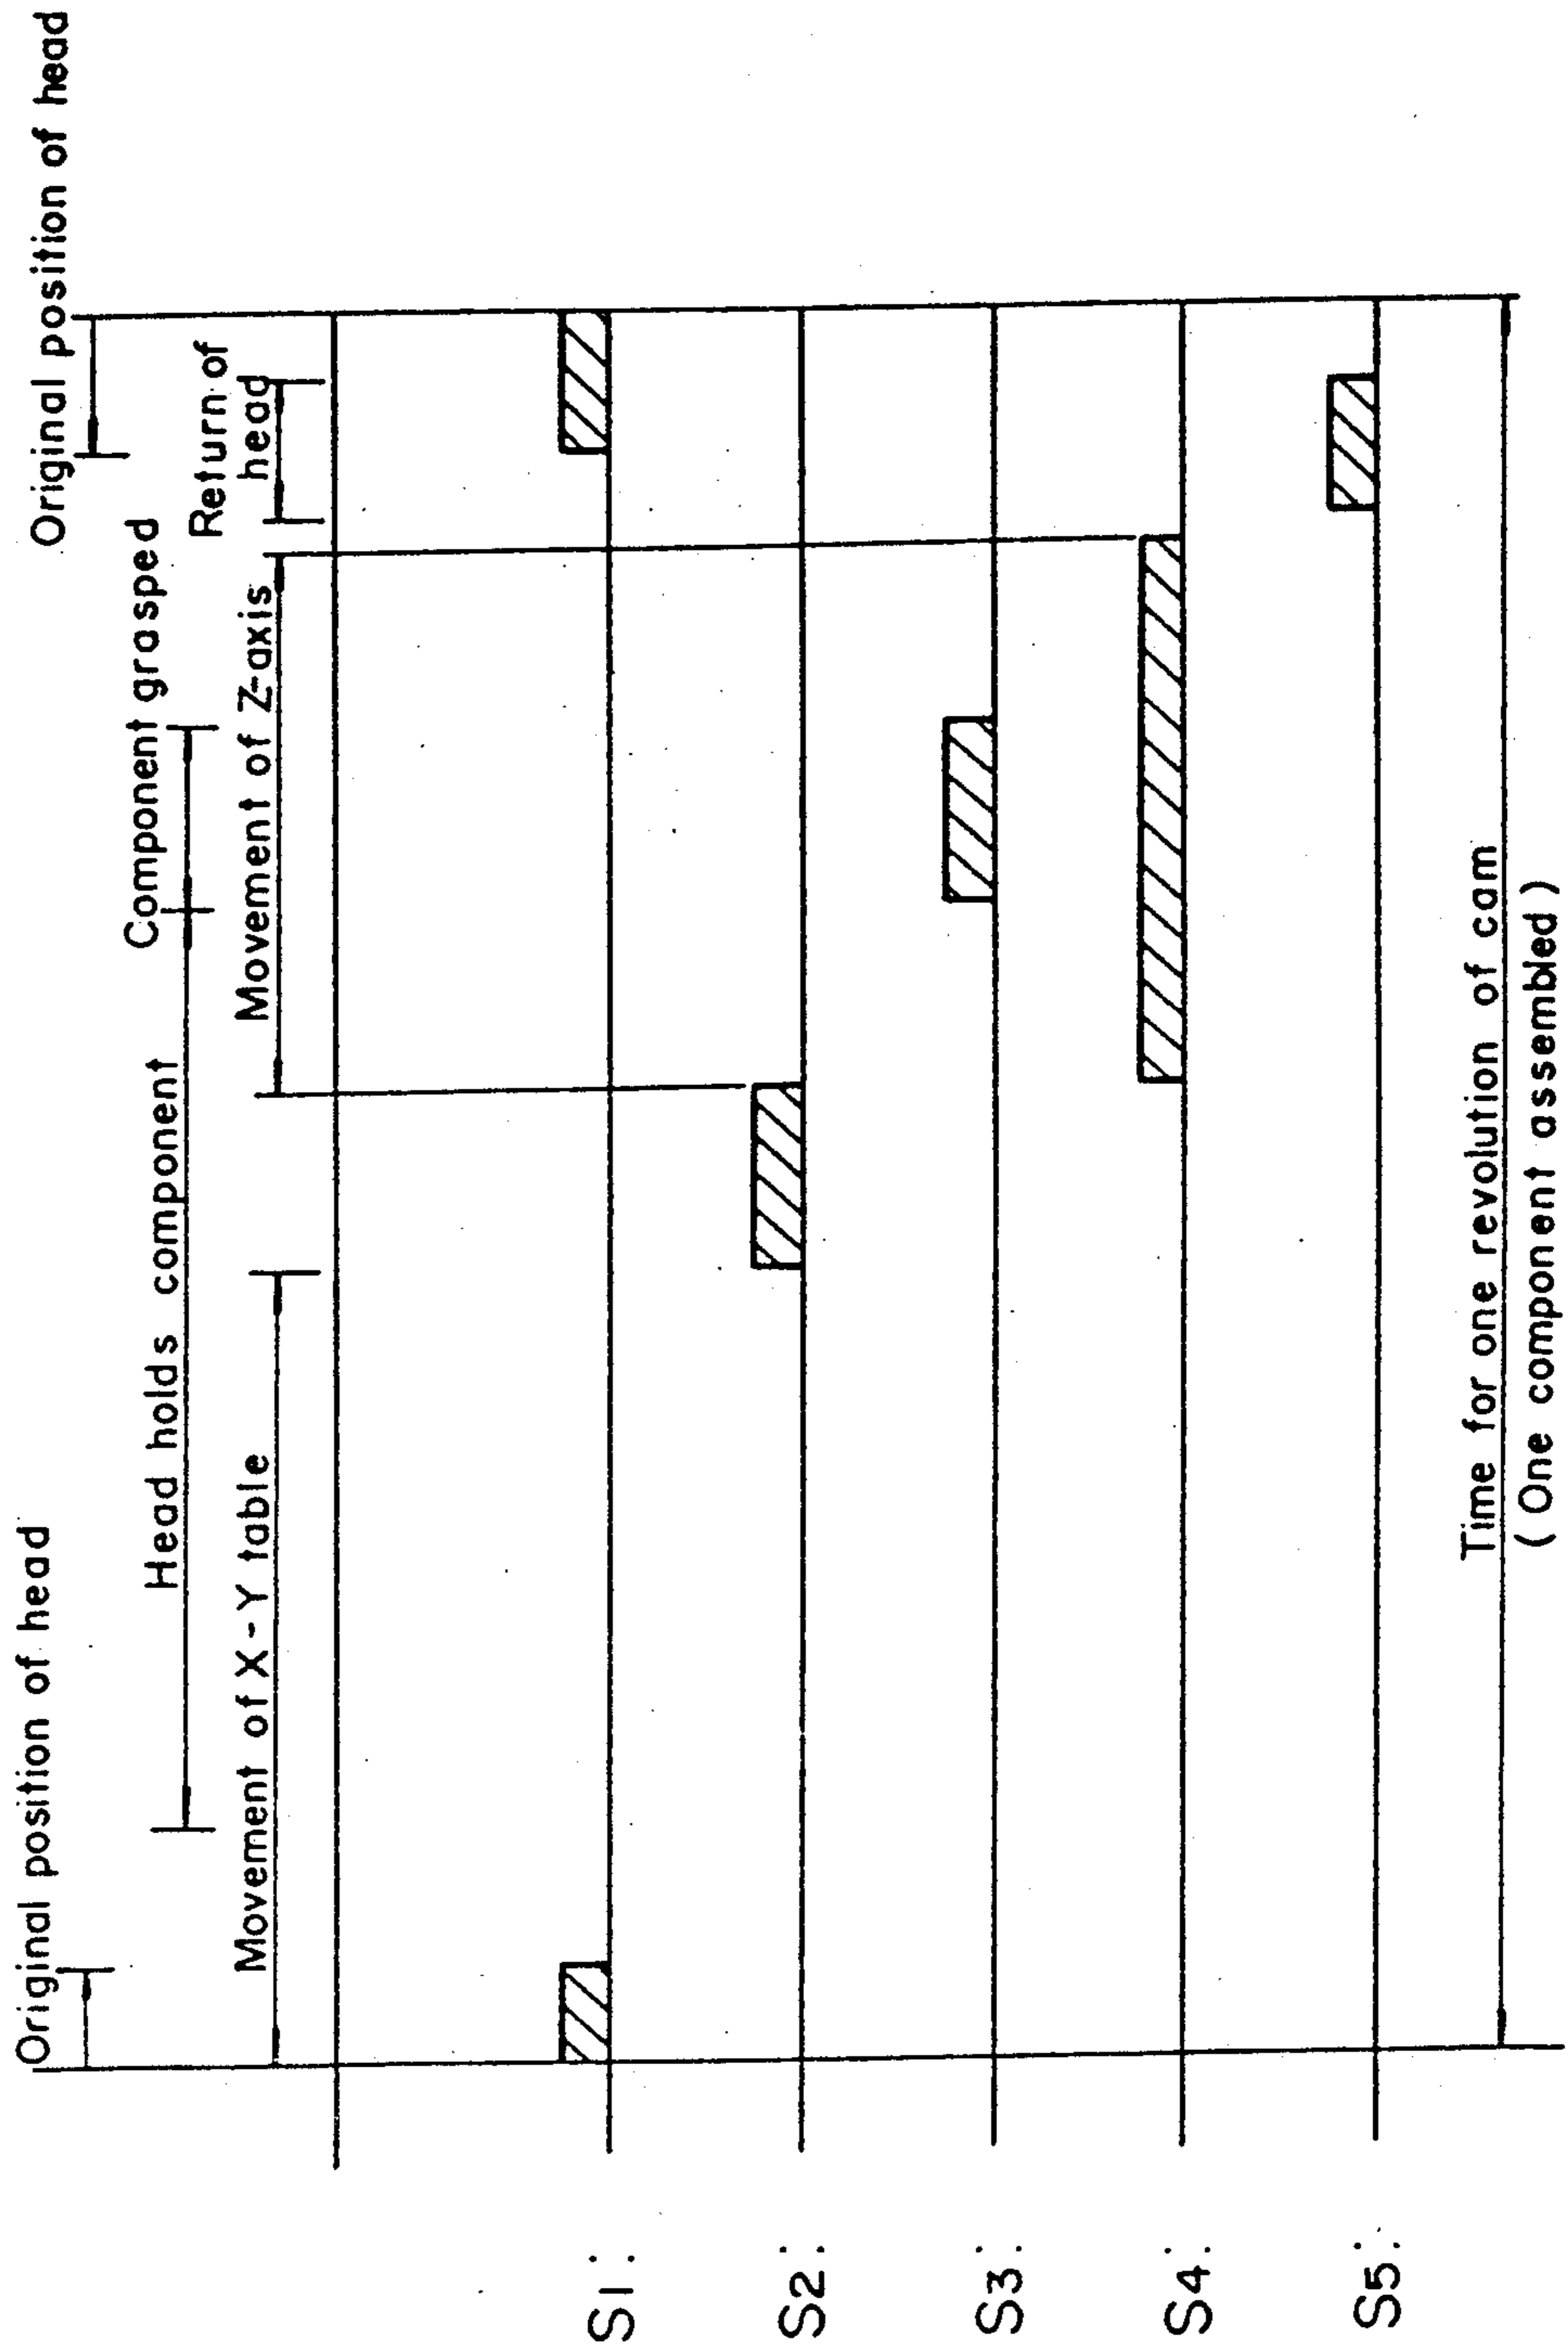 Original position of head
Original position of head
Head holds component
Component grasped
Return of
head
Movement of X-Y table
Movement of Z-axis
S1:
S2:
S3:
S4:
S5:
Time for one revolution of cam
(One component assembled)